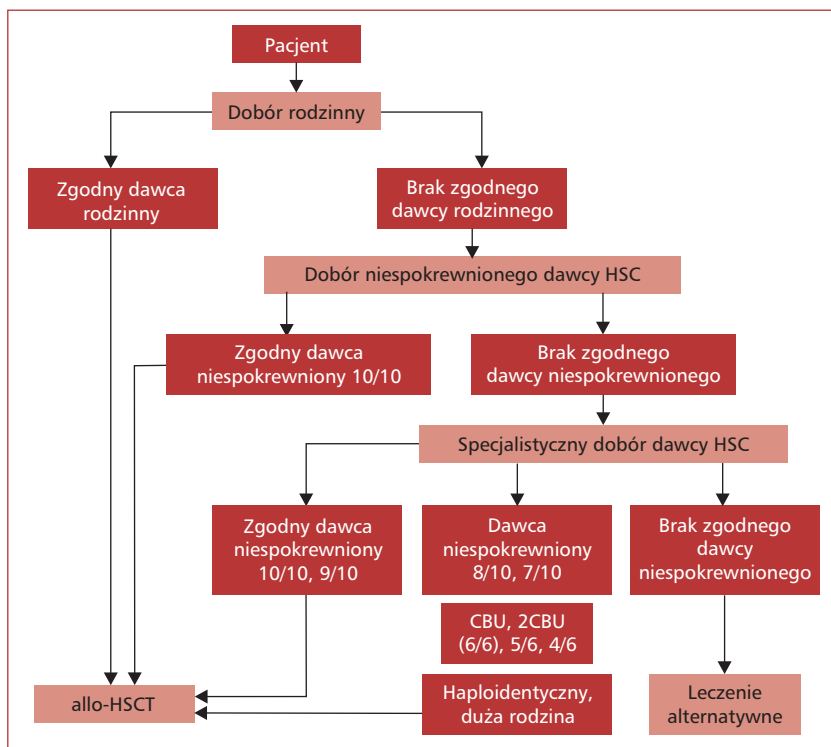 Pacjent
Dobór rodzinny
Zgodny dawca
rodzinny
Brak zgodnego
dawcy rodzinnego
Dobór niespokrewnionego dawcy HSC
Zgodny dawca
niespokrewniony 10/10
Brak zgodnego
dawcy niespokrewnionego
Specjalistyczny dobór dawcy HSC
Zgodny dawca
niespokrewniony
10/10, 9/10
Dawca
niespokrewniony
8/10, 7/10
Brak zgodnego
dawcy
niespokrewnionego
CBU, 2CBU
(6/6), 5/6, 4/6
allo-HSCT
Haploidentyczny,
duża rodzina
Leczenie
alternatywne